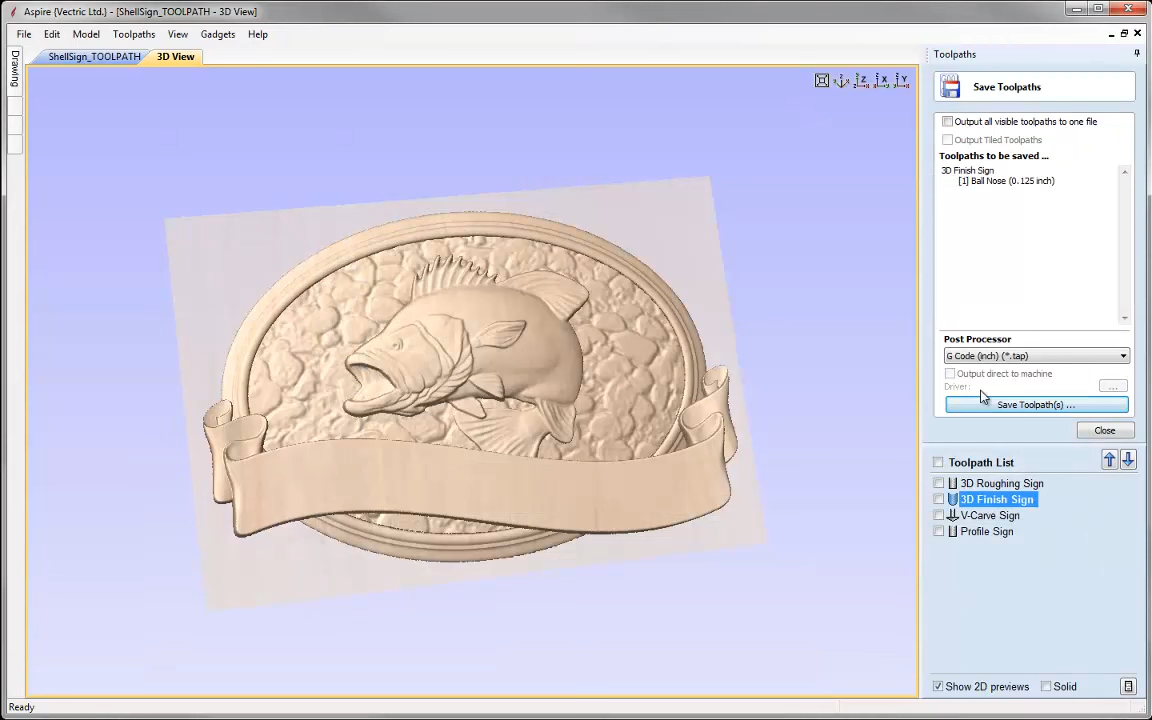 Aspire {Vectric Ltd.} - [ShellSign_TOOLPATH - 3D View]
File Edit Model Toolpaths View Gadgets Help
ShellSign_TOOLPATH 3D View
Drawing
Z X Y
Toolpaths
Save Toolpaths
Output all visible toolpaths to one file
Output Tiled Toolpaths
Toolpaths to be saved ...
3D Finish Sign
[1] Ball Nose (0.125 inch)
Post Processor
G Code (inch) (*.tap)
Output direct to machine
Driver:
...
Save Toolpath(s) ...
Close
Toolpath List
3D Roughing Sign
3D Finish Sign
V-Carve Sign
Profile Sign
Show 2D previews Solid
Ready